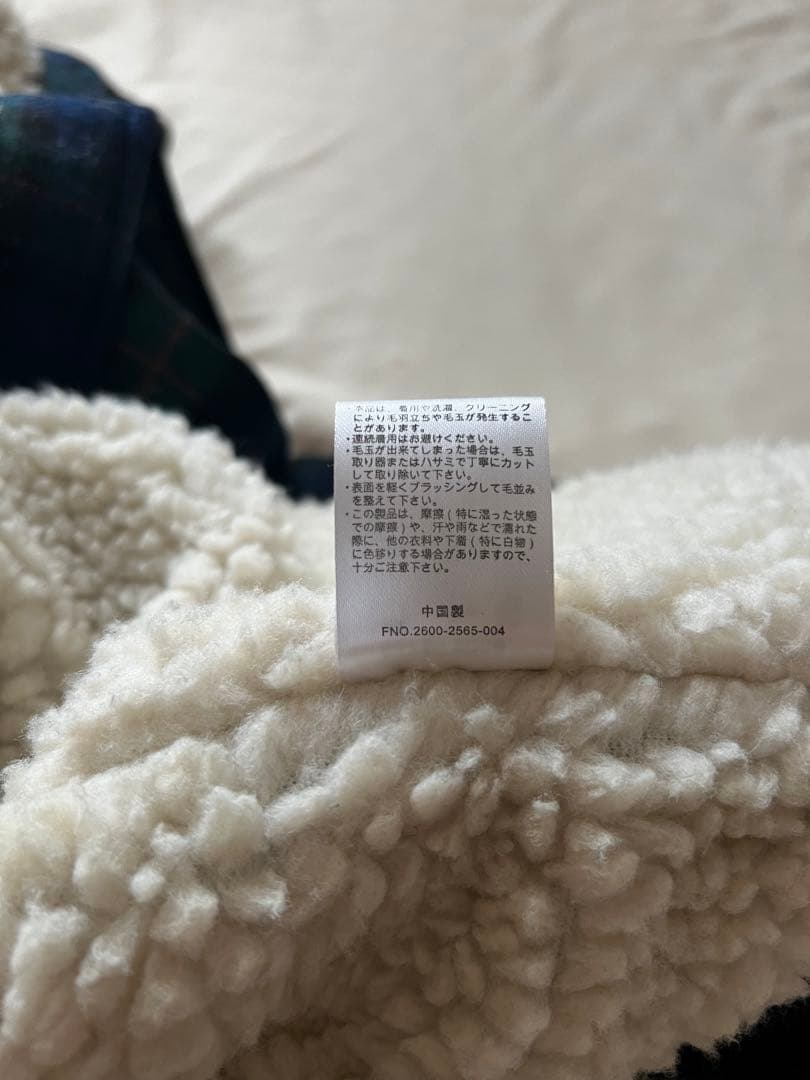 ・本品は、着用や洗濯、クリーニング
により毛羽立ちや毛玉が発生するこ
とがあります。
・連続着用はお避けください。
・毛玉が出来てしまった場合は、毛玉
取り器またはハサミで丁寧にカット
して取り除いて下さい。
・表面を軽くブラッシングして毛並み
を整えて下さい。
・この製品は、摩擦(特に湿った状態
での摩擦)や、汗や雨などで濡れた
際に、他の衣料や下着(特に白物)
に色移りする場合がありますので、
十分ご注意下さい。
中国製
FNO.2600-2565-004